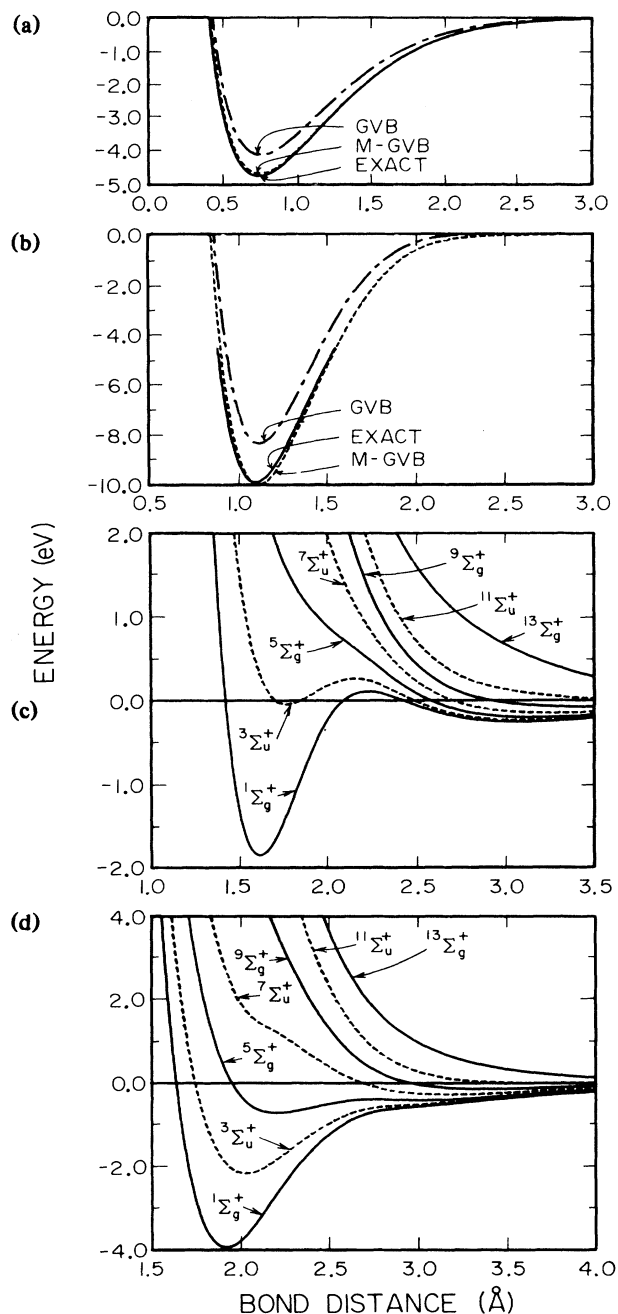 (a)
0.0
-1.0
-2.0
-3.0
-4.0
-5.0
GVB
M-GVB
EXACT
0.0 0.5 1.0 1.5 2.0 2.5 3.0
(b)
0.0
-2.0
-4.0
-6.0
-8.0
-10.0
GVB
EXACT
M-GVB
0.5 1.0 1.5 2.0 2.5 3.0
ENERGY (eV)
(c)
2.0
1.0
0.0
-1.0
-2.0
⁷Σᵤ⁺
⁹Σg⁺
¹¹Σᵤ⁺
¹³Σg⁺
⁵Σg⁺
³Σᵤ⁺
¹Σg⁺
1.0 1.5 2.0 2.5 3.0 3.5
(d)
4.0
2.0
0.0
-2.0
-4.0
¹¹Σᵤ⁺
¹³Σg⁺
⁹Σg⁺
⁷Σᵤ⁺
⁵Σg⁺
³Σᵤ⁺
¹Σg⁺
1.5 2.0 2.5 3.0 3.5 4.0
BOND DISTANCE (Å)